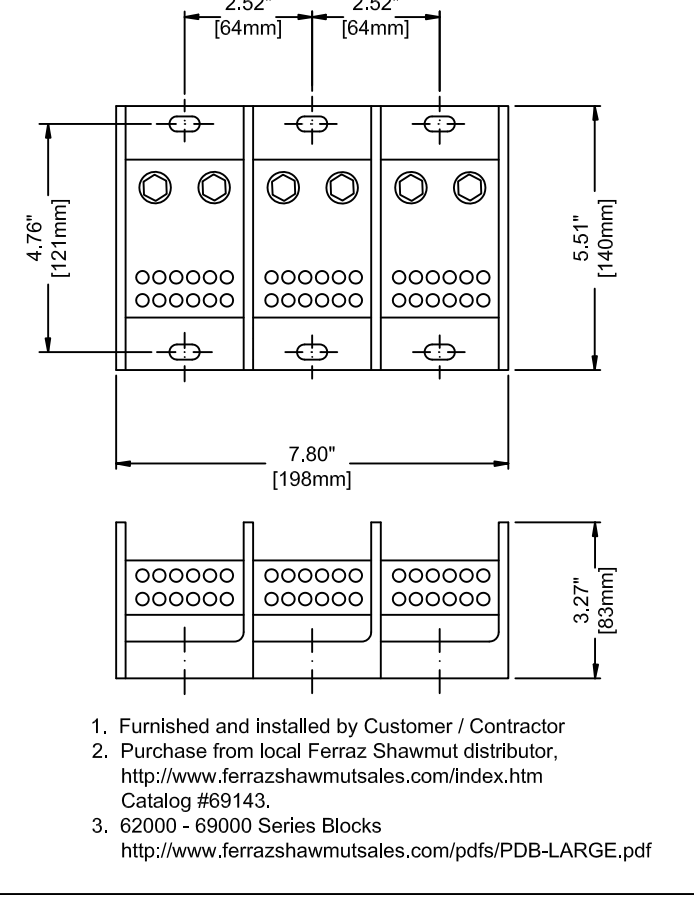 2.52" 2.52"
[64mm] [64mm]
4.76"
[121mm]
5.51"
[140mm]
7.80"
[198mm]
3.27"
[83mm]
1. Furnished and installed by Customer / Contractor
2. Purchase from local Ferraz Shawmut distributor,
http://www.ferrazshawmutsales.com/index.htm
Catalog #69143.
3. 62000 - 69000 Series Blocks
http://www.ferrazshawmutsales.com/pdfs/PDB-LARGE.pdf